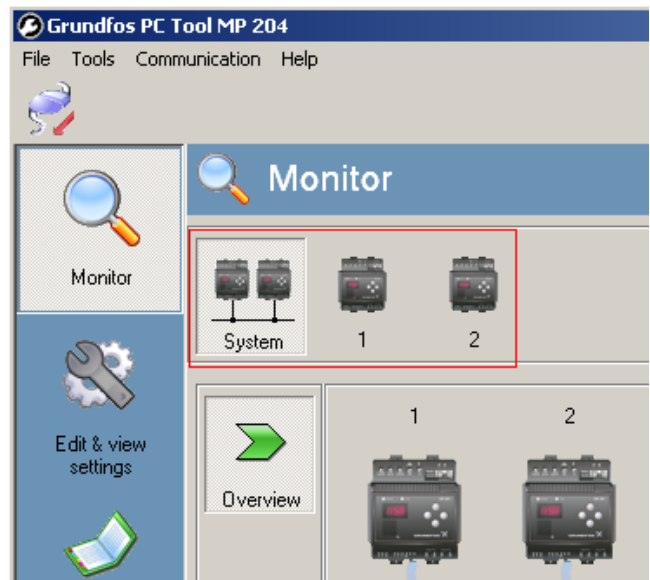 Grundfos PC Tool MP 204
File Tools Communication Help
Monitor
Monitor
System 1 2
Edit & view
settings
1 2
Overview